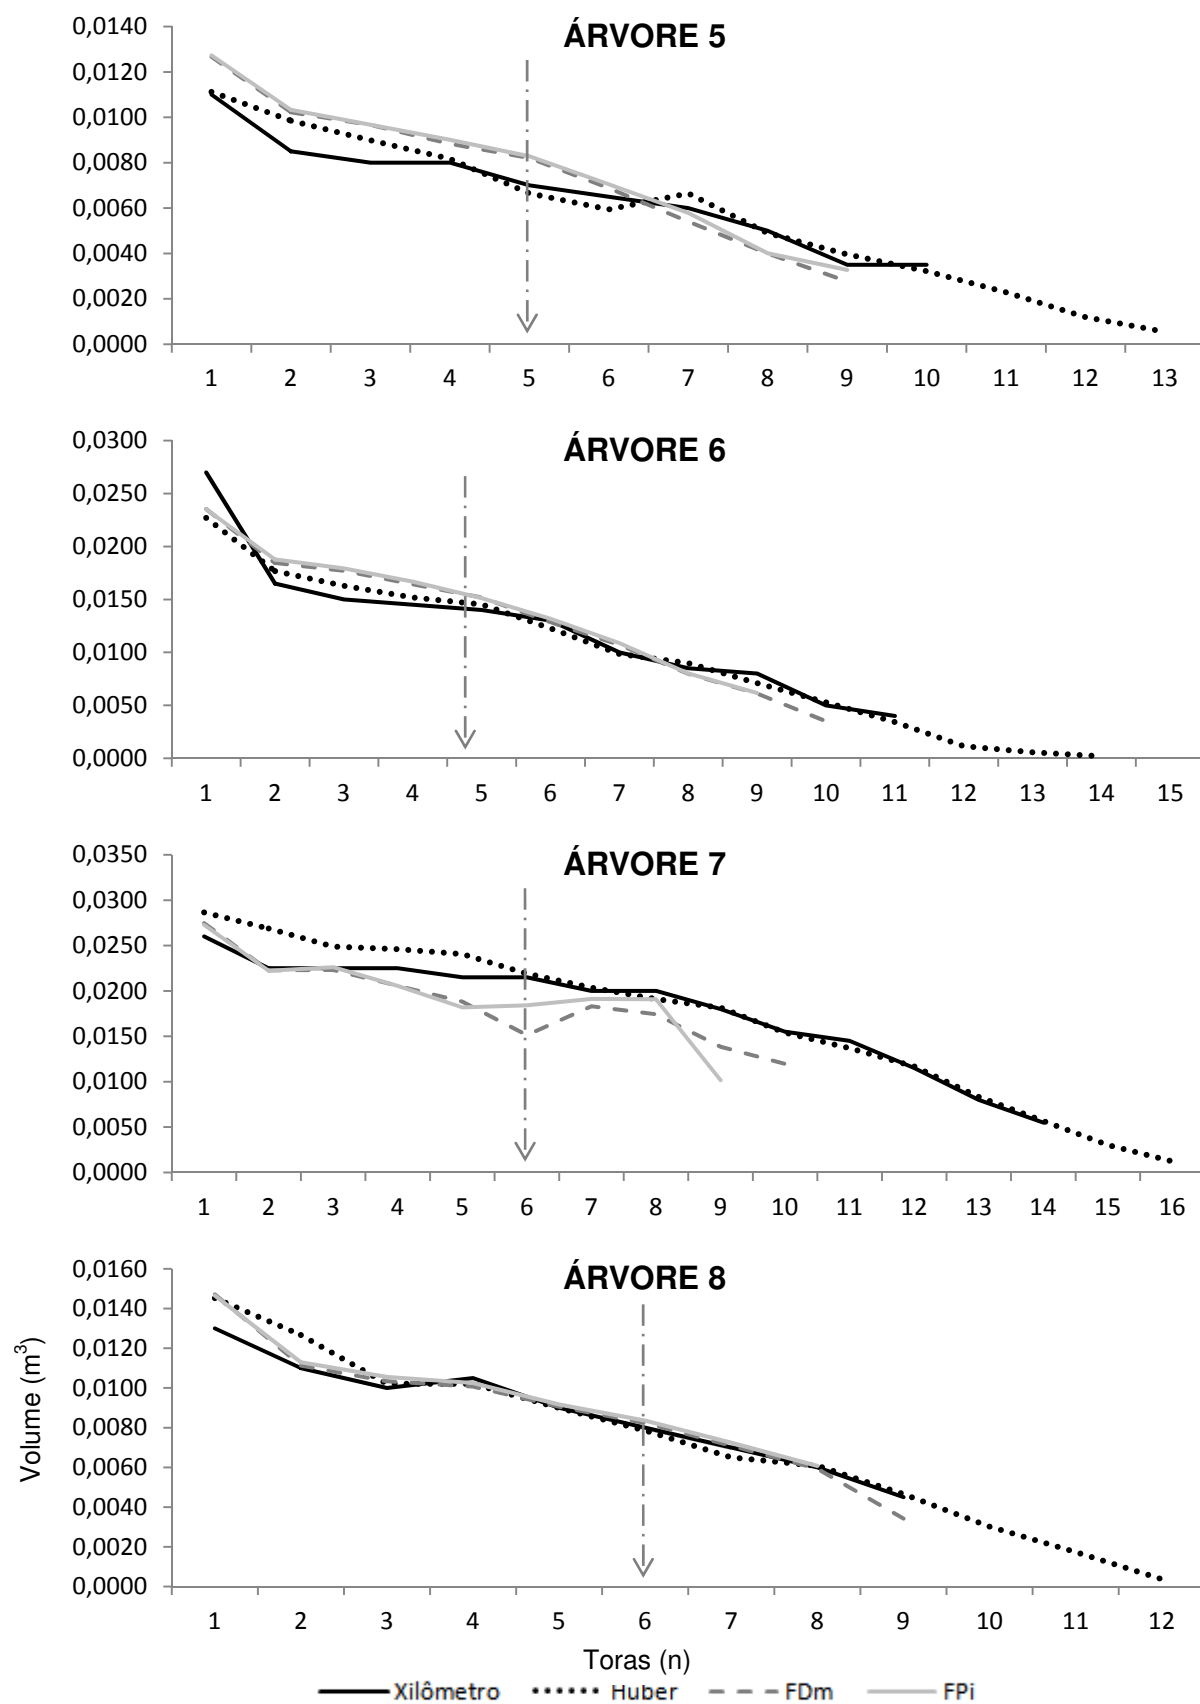 ÁRVORE 5
0,0140
0,0120
0,0100
0,0080
0,0060
0,0040
0,0020
0,0000
1 2 3 4 5 6 7 8 9 10 11 12 13
ÁRVORE 6
0,0300
0,0250
0,0200
0,0150
0,0100
0,0050
0,0000
1 2 3 4 5 6 7 8 9 10 11 12 13 14 15
ÁRVORE 7
0,0350
0,0300
0,0250
0,0200
0,0150
0,0100
0,0050
0,0000
1 2 3 4 5 6 7 8 9 10 11 12 13 14 15 16
ÁRVORE 8
0,0160
0,0140
0,0120
0,0100
0,0080
0,0060
0,0040
0,0020
0,0000
Volume (m³)
1 2 3 4 5 6 7 8 9 10 11 12
Toras (n)
Xilômetro Huber FDm FPi